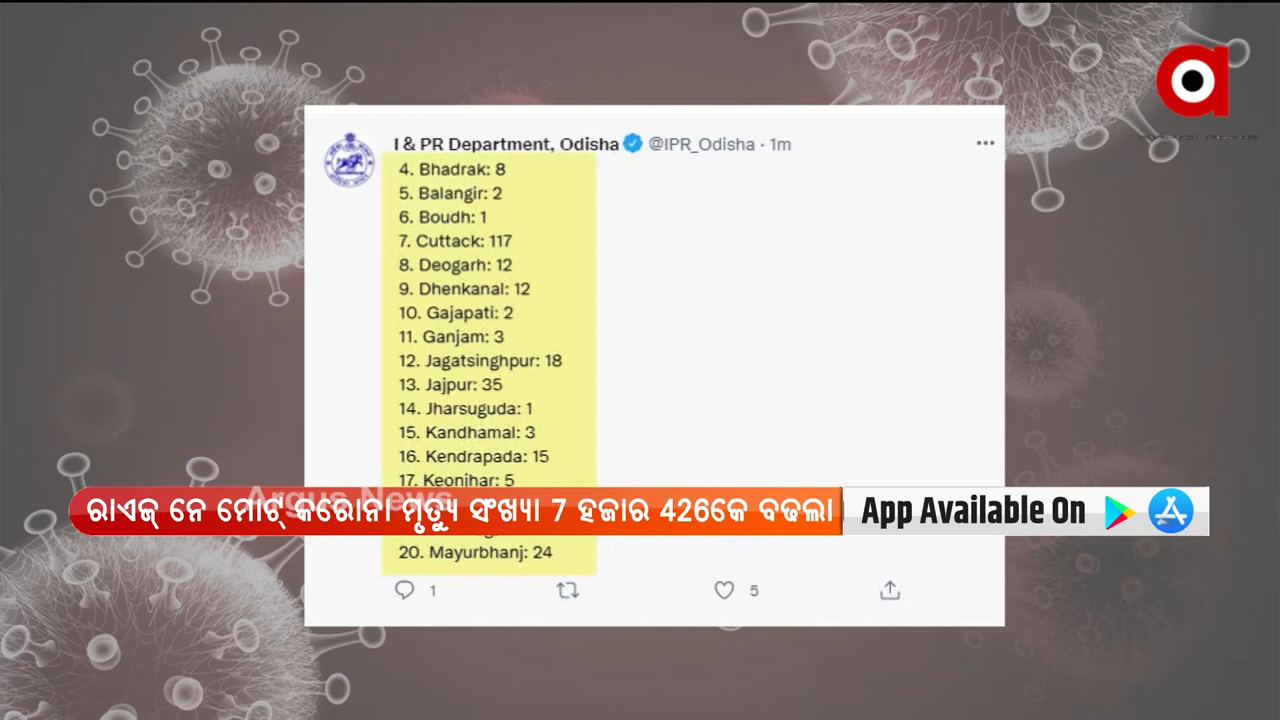 I & PR Department, Odisha @IPR_Odisha · 1m
4. Bhadrak: 8
5. Balangir: 2
6. Boudh: 1
7. Cuttack: 117
8. Deogarh: 12
9. Dhenkanal: 12
10. Gajapati: 2
11. Ganjam: 3
12. Jagatsinghpur: 18
13. Jajpur: 35
14. Jharsuguda: 1
15. Kandhamal: 3
16. Kendrapada: 15
17. Keonjhar: 5
Argus News
ରାଏଜ୍ ନେ ମୋଟ୍ କରୋନା ମୃତ୍ୟୁ ସଂଖ୍ୟା 7 ହଜାର 426କେ ବଢଲା
App Available On
20. Mayurbhanj: 24
1
5